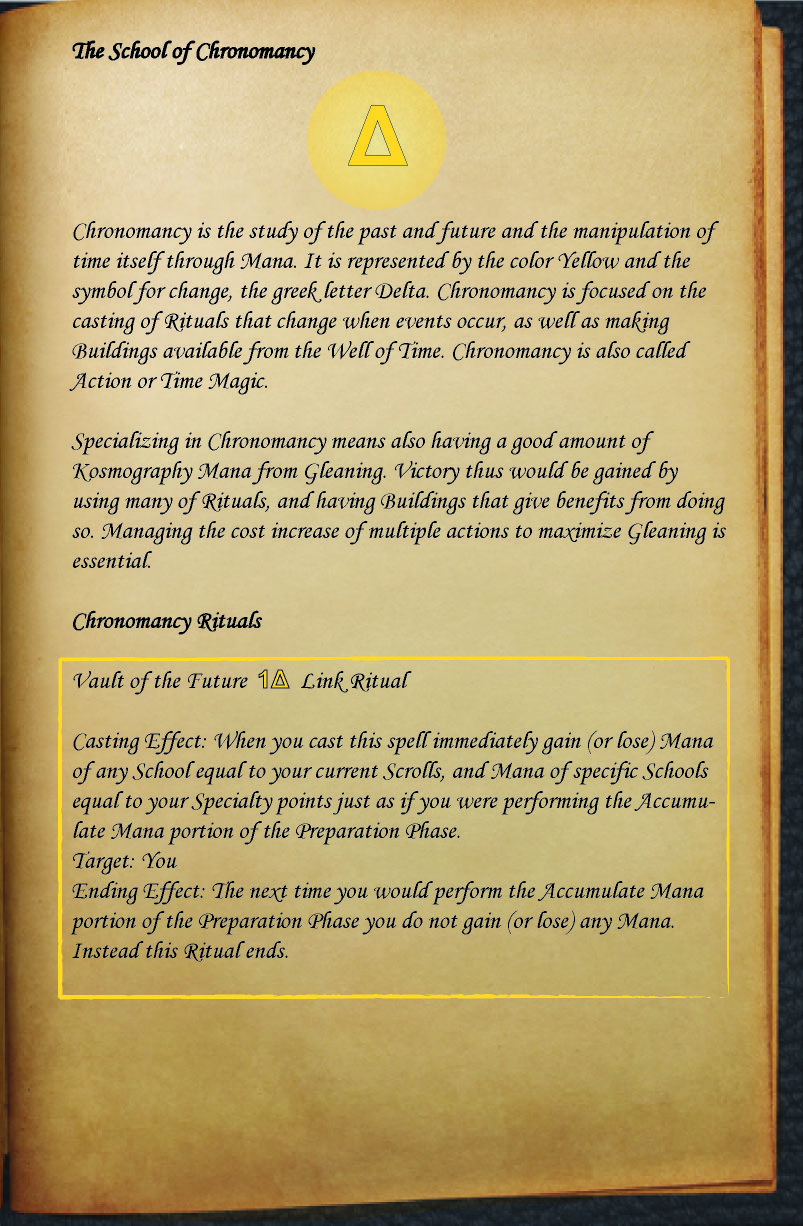 The School of Chronomancy
Δ
Chronomancy is the study of the past and future and the manipulation of
time itself through Mana. It is represented by the color Yellow and the
symbol for change, the greek letter Delta. Chronomancy is focused on the
casting of Rituals that change when events occur, as well as making
Buildings available from the Well of Time. Chronomancy is also called
Action or Time Magic.
Specializing in Chronomancy means also having a good amount of
Kosmography Mana from Gleaning. Victory thus would be gained by
using many of Rituals, and having Buildings that give benefits from doing
so. Managing the cost increase of multiple actions to maximize Gleaning is
essential.
Chronomancy Rituals
Vault of the Future 1Δ Link Ritual
Casting Effect: When you cast this spell immediately gain (or lose) Mana
of any School equal to your current Scrolls, and Mana of specific Schools
equal to your Specialty points just as if you were performing the Accumu-
late Mana portion of the Preparation Phase.
Target: You
Ending Effect: The next time you would perform the Accumulate Mana
portion of the Preparation Phase you do not gain (or lose) any Mana.
Instead this Ritual ends.